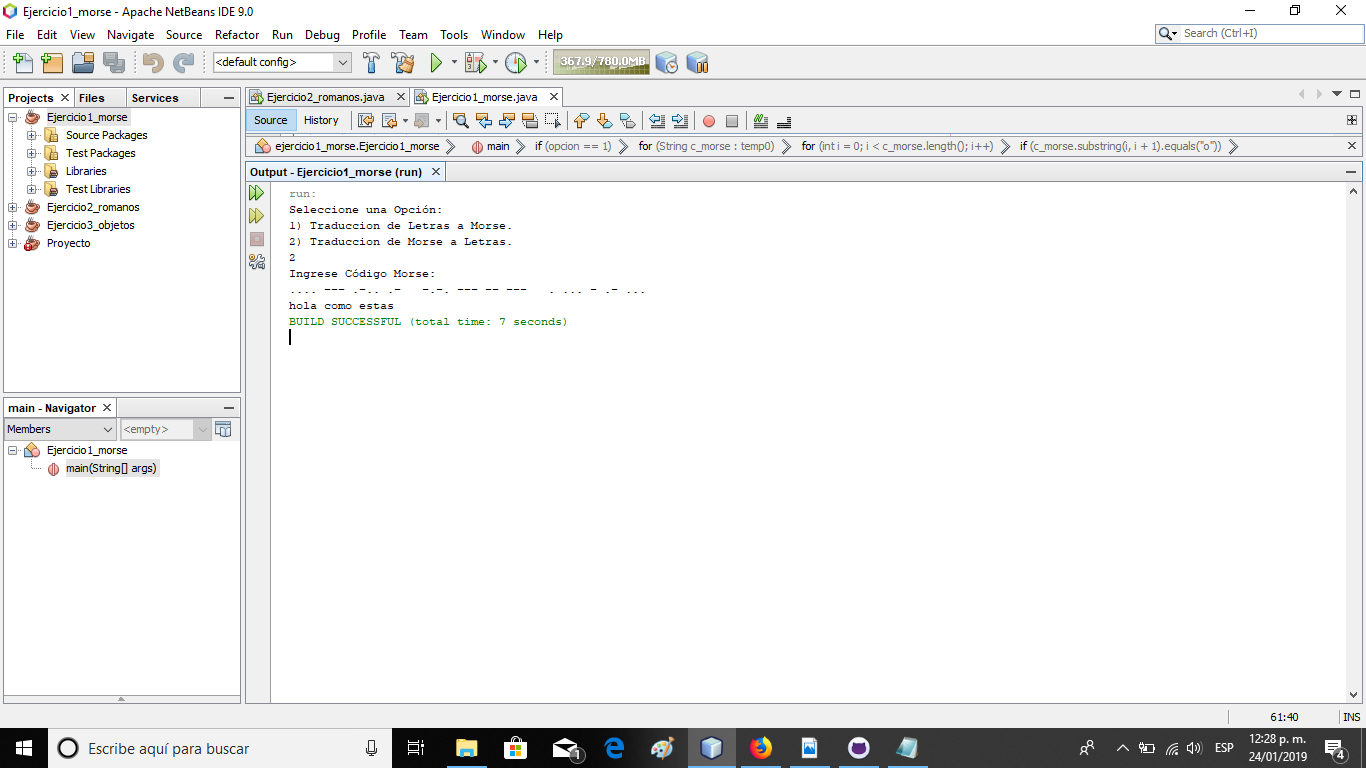 Ejercicio1_morse - Apache NetBeans IDE 9.0
File Edit View Navigate Source Refactor Run Debug Profile Team Tools Window Help
Search (Ctrl+I)
<default config>
367.9/780.0MB
Projects Files Services
Ejercicio1_morse
Source Packages
Test Packages
Libraries
Test Libraries
Ejercicio2_romanos
Ejercicio3_objetos
Proyecto
main - Navigator
Members <empty>
Ejercicio1_morse
main(String[] args)
Ejercicio2_romanos.java Ejercicio1_morse.java
Source History
ejercicio1_morse.Ejercicio1_morse main if (opcion == 1) for (String c_morse : temp0) for (int i = 0; i < c_morse.length(); i++) if (c_morse.substring(i, i + 1).equals("o"))
Output - Ejercicio1_morse (run)
run:
Seleccione una Opción:
1) Traduccion de Letras a Morse.
2) Traduccion de Morse a Letras.
2
Ingrese Código Morse:
.... --- .-.. .-   -.-. --- -- ---   . ... - .- ...
hola como estas
BUILD SUCCESSFUL (total time: 7 seconds)
61:40 INS
Escribe aquí para buscar
1
ESP
12:28 p. m.
24/01/2019
4